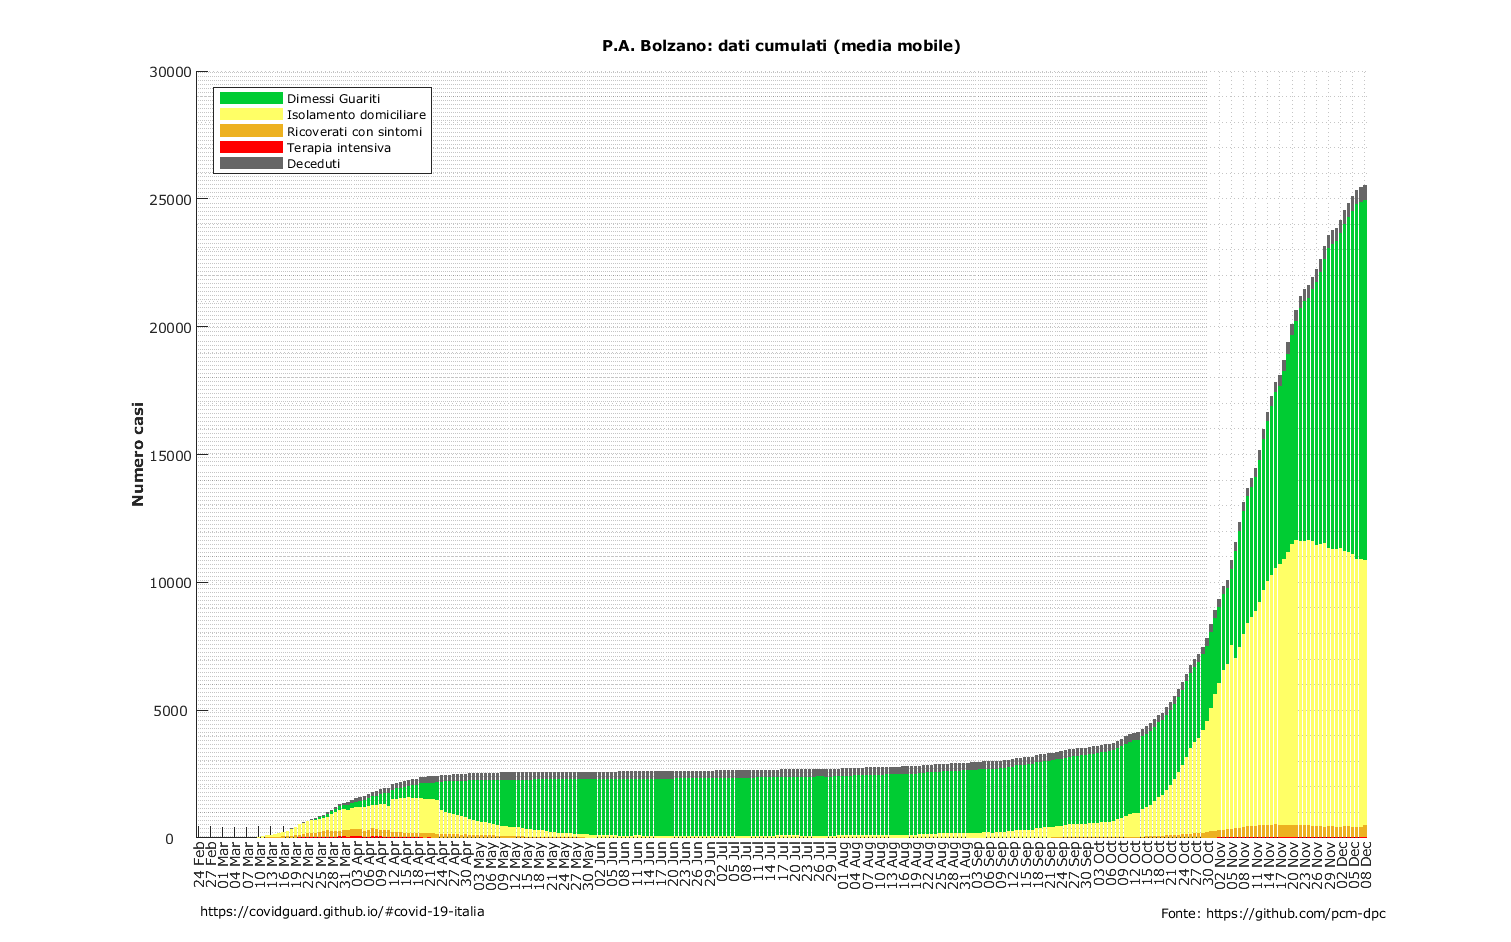 P.A. Bolzano: dati cumulati (media mobile)
Dimessi Guariti
Isolamento domiciliare
Ricoverati con sintomi
Terapia intensiva
Deceduti
Numero casi
30000
25000
20000
15000
10000
5000
0
24 Feb
27 Feb
01 Mar
04 Mar
07 Mar
10 Mar
13 Mar
16 Mar
19 Mar
22 Mar
25 Mar
28 Mar
31 Mar
03 Apr
06 Apr
09 Apr
12 Apr
15 Apr
18 Apr
21 Apr
24 Apr
27 Apr
30 Apr
03 May
06 May
09 May
12 May
15 May
18 May
21 May
24 May
27 May
30 May
02 Jun
05 Jun
08 Jun
11 Jun
14 Jun
17 Jun
20 Jun
23 Jun
26 Jun
29 Jun
02 Jul
05 Jul
08 Jul
11 Jul
14 Jul
17 Jul
20 Jul
23 Jul
26 Jul
29 Jul
01 Aug
04 Aug
07 Aug
10 Aug
13 Aug
16 Aug
19 Aug
22 Aug
25 Aug
28 Aug
31 Aug
03 Sep
06 Sep
09 Sep
12 Sep
15 Sep
18 Sep
21 Sep
24 Sep
27 Sep
30 Sep
03 Oct
06 Oct
09 Oct
12 Oct
15 Oct
18 Oct
21 Oct
24 Oct
27 Oct
30 Oct
02 Nov
05 Nov
08 Nov
11 Nov
14 Nov
17 Nov
20 Nov
23 Nov
26 Nov
29 Nov
02 Dec
05 Dec
08 Dec
https://covidguard.github.io/#covid-19-italia
Fonte: https://github.com/pcm-dpc